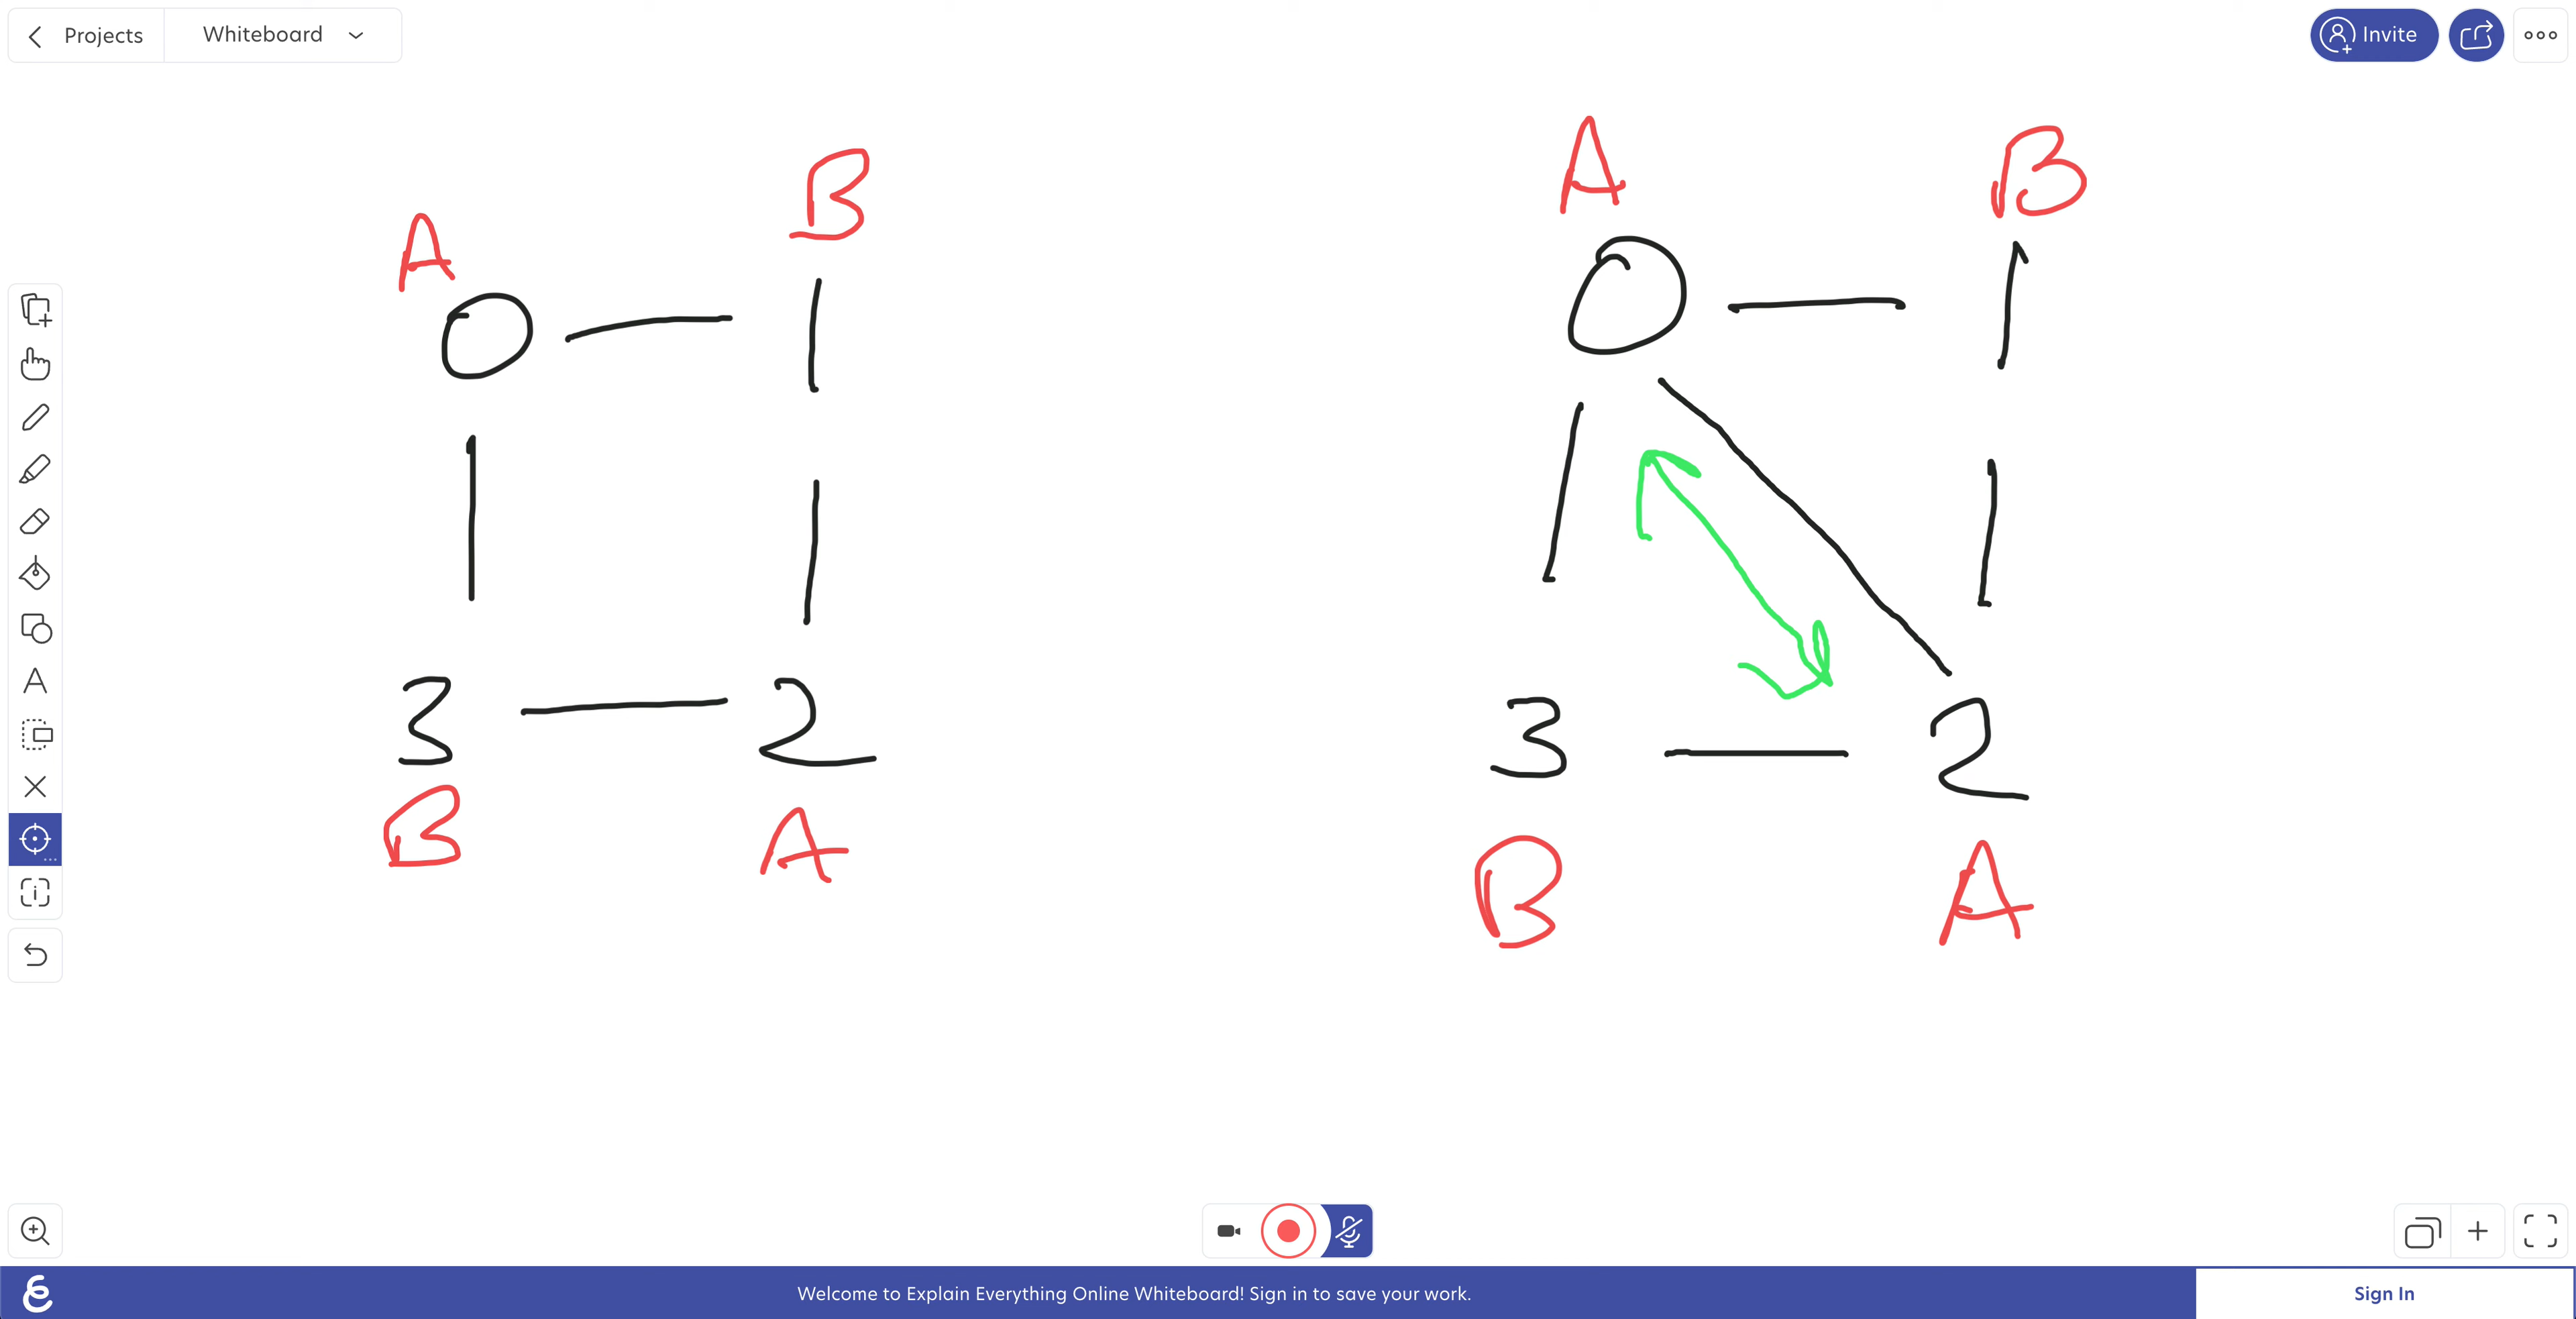 Projects Whiteboard Invite
A B
0 1
3 2
B A
A B
0 1
3 2
B A
Welcome to Explain Everything Online Whiteboard! Sign in to save your work. Sign In